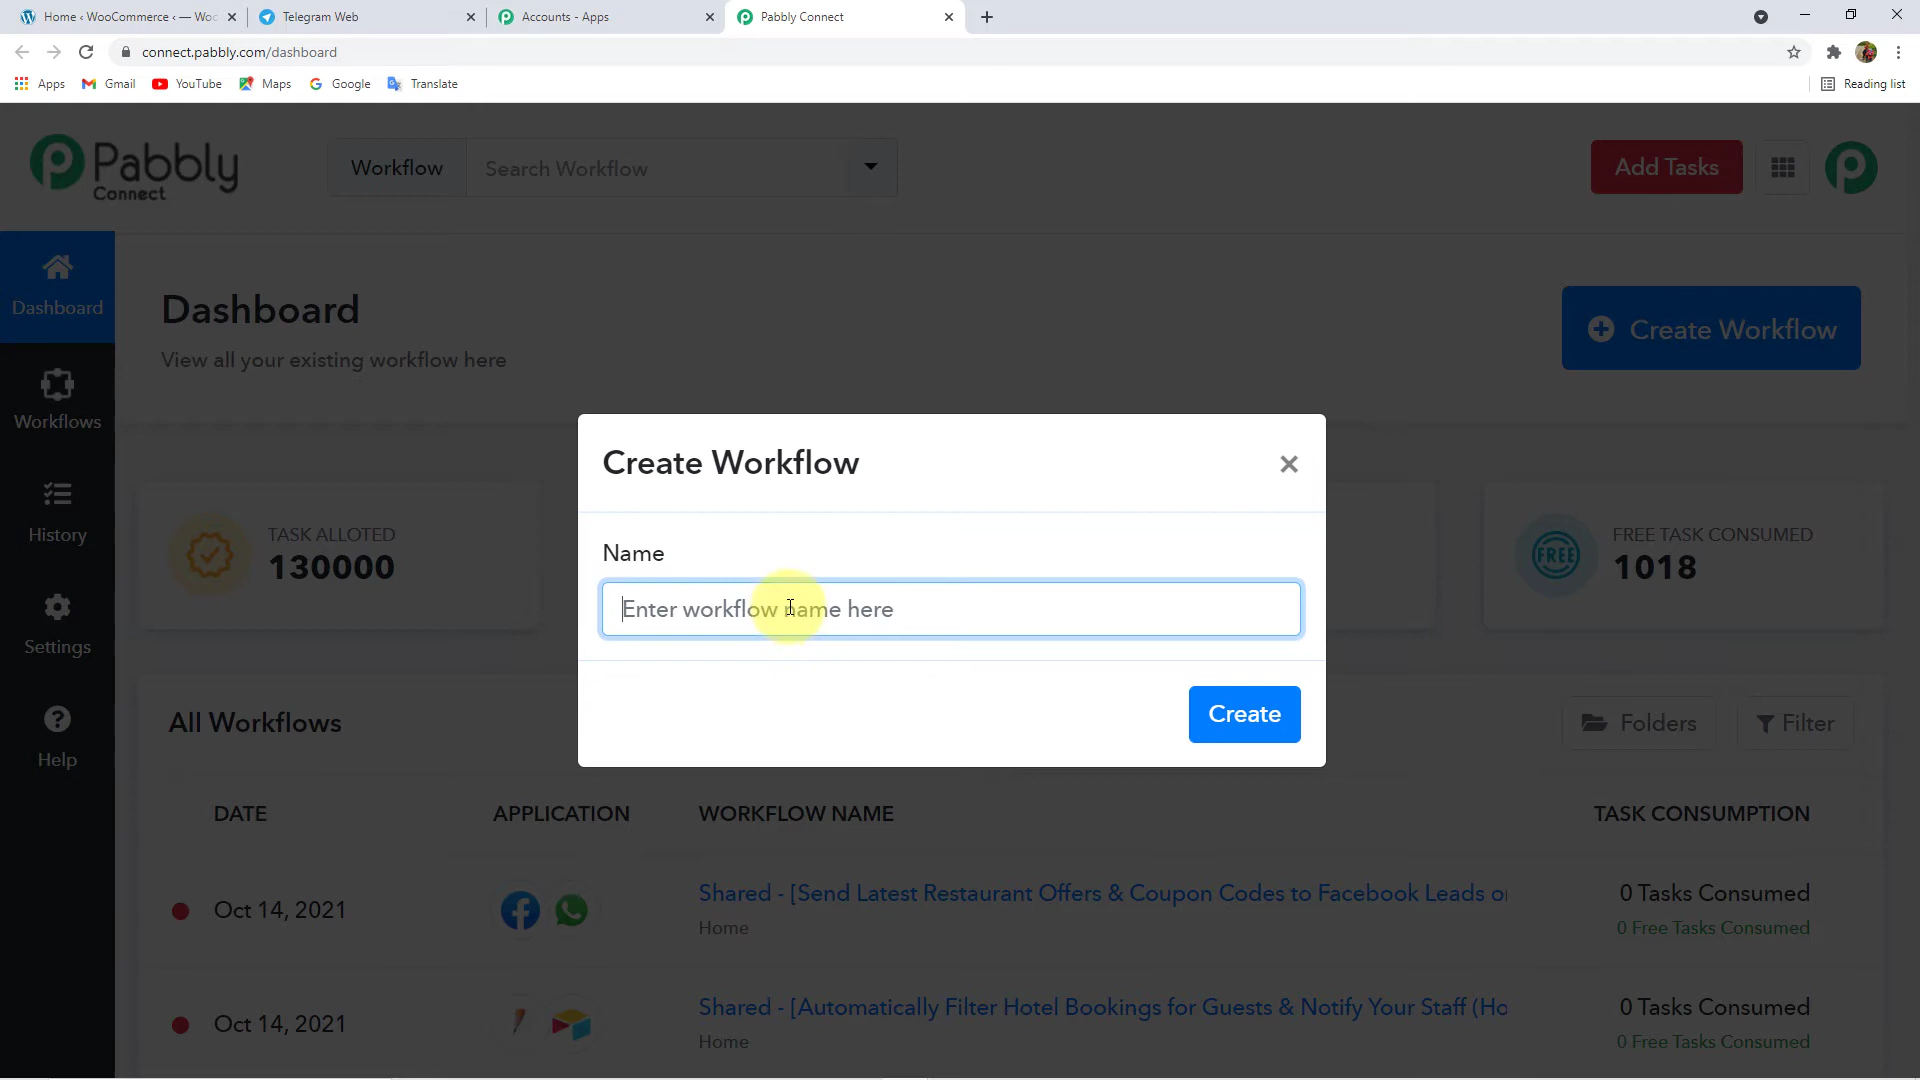 Home ‹ WooCommerce ‹ — Woo
Telegram Web
Accounts - Apps
Pabbly Connect
connect.pabbly.com/dashboard
Apps
Gmail
YouTube
Maps
Google
Translate
Reading list
Pabbly
Connect
Workflow
Search Workflow
Add Tasks
Dashboard
Dashboard
View all your existing workflow here
Create Workflow
Workflows
History
Settings
Help
Create Workflow
Name
Enter workflow name here
Create
TASK ALLOTED
130000
FREE
FREE TASK CONSUMED
1018
All Workflows
Folders
Filter
DATE
APPLICATION
WORKFLOW NAME
TASK CONSUMPTION
Oct 14, 2021
Shared - [Send Latest Restaurant Offers & Coupon Codes to Facebook Leads o
Home
0 Tasks Consumed
0 Free Tasks Consumed
Oct 14, 2021
Shared - [Automatically Filter Hotel Bookings for Guests & Notify Your Staff (Ho
Home
0 Tasks Consumed
0 Free Tasks Consumed